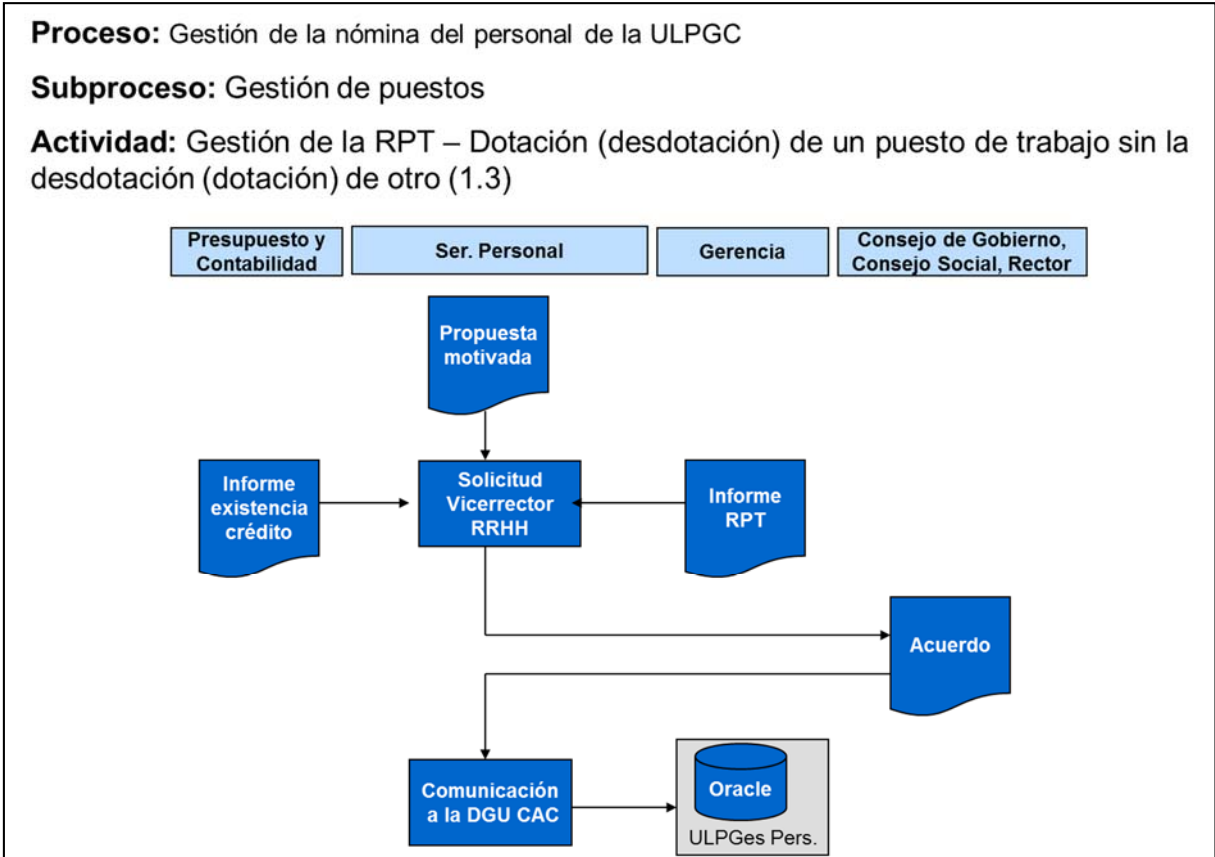 Proceso: Gestión de la nómina del personal de la ULPGC
Subproceso: Gestión de puestos
Actividad: Gestión de la RPT – Dotación (desdotación) de un puesto de trabajo sin la
desdotación (dotación) de otro (1.3)
Presupuesto y
Contabilidad
Ser. Personal
Gerencia
Consejo de Gobierno,
Consejo Social, Rector
Propuesta
motivada
Informe
existencia
crédito
Solicitud
Vicerrector
RRHH
Informe
RPT
Acuerdo
Comunicación
a la DGU CAC
Oracle
ULPGes Pers.